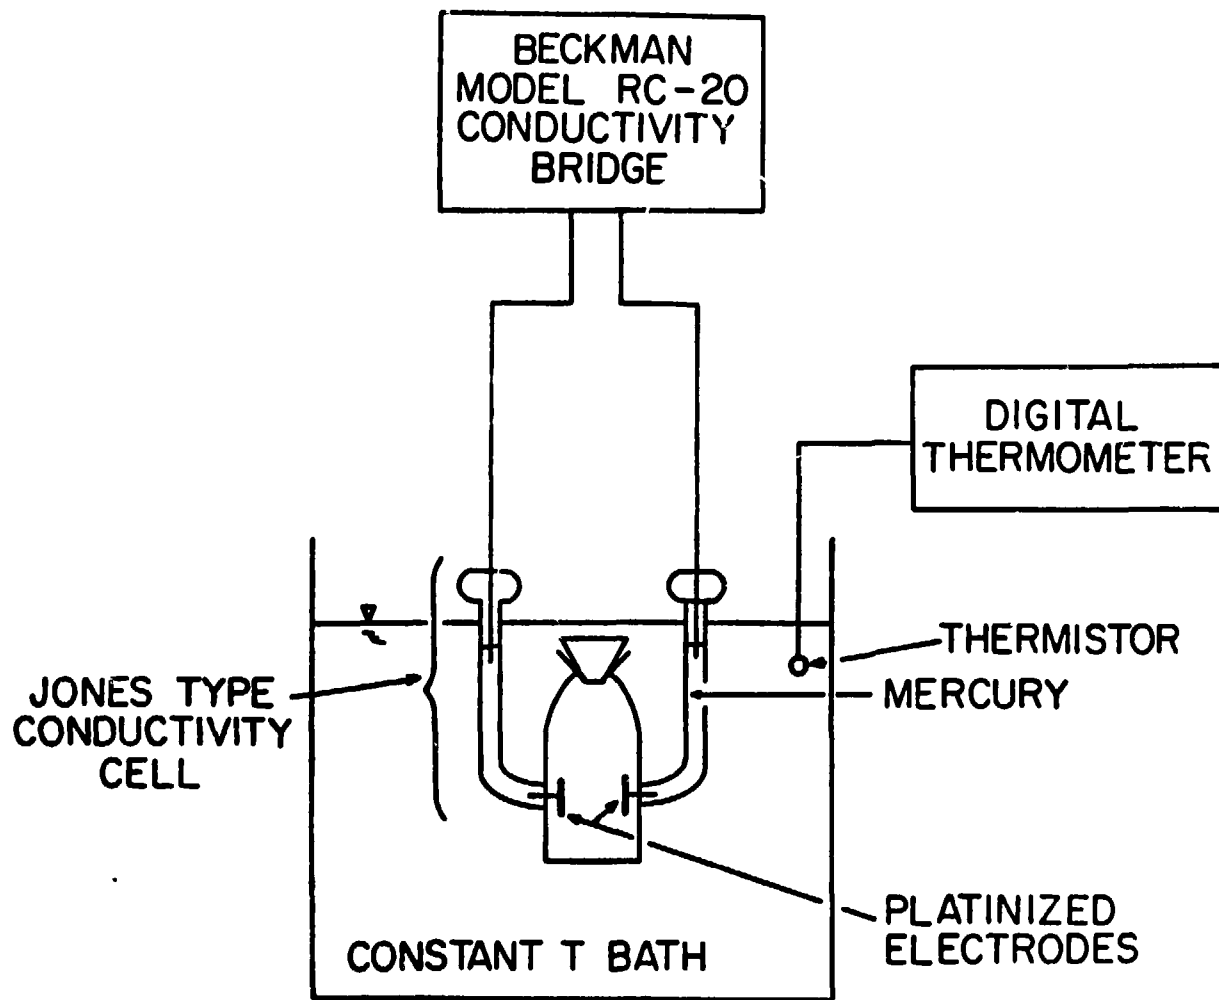 BECKMAN
MODEL RC-20
CONDUCTIVITY
BRIDGE
DIGITAL
THERMOMETER
THERMISTOR
MERCURY
JONES TYPE
CONDUCTIVITY
CELL
PLATINIZED
ELECTRODES
CONSTANT T BATH